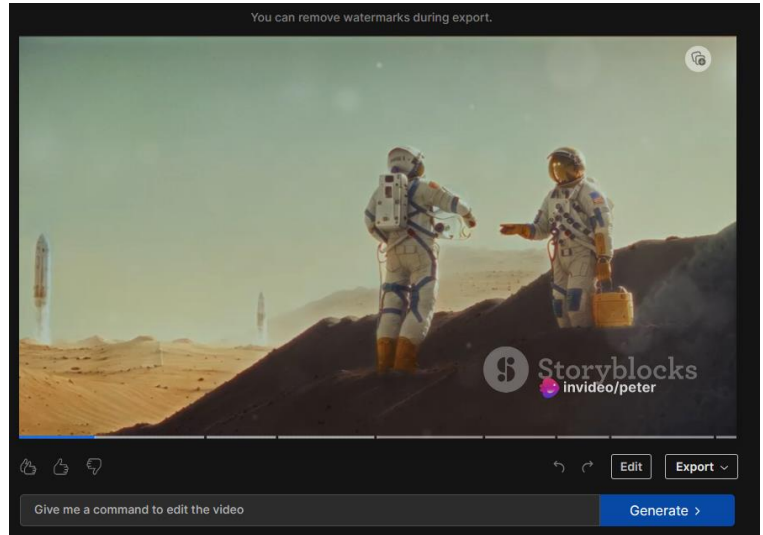 You can remove watermarks during export.
Storyblocks
invideo/peter
Edit
Export
Give me a command to edit the video
Generate